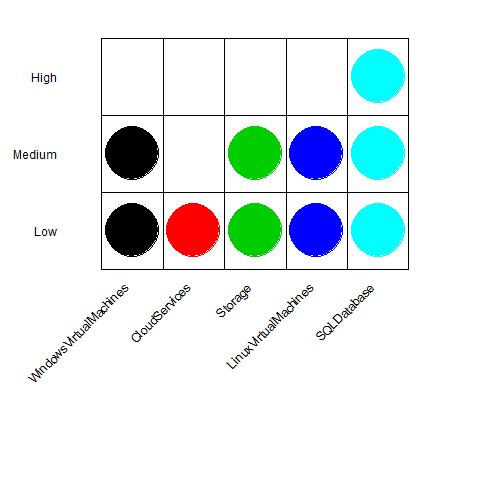 High
Medium
Low
WindowsVirtualMachines
CloudServices
Storage
LinuxVirtualMachines
SQLDatabase